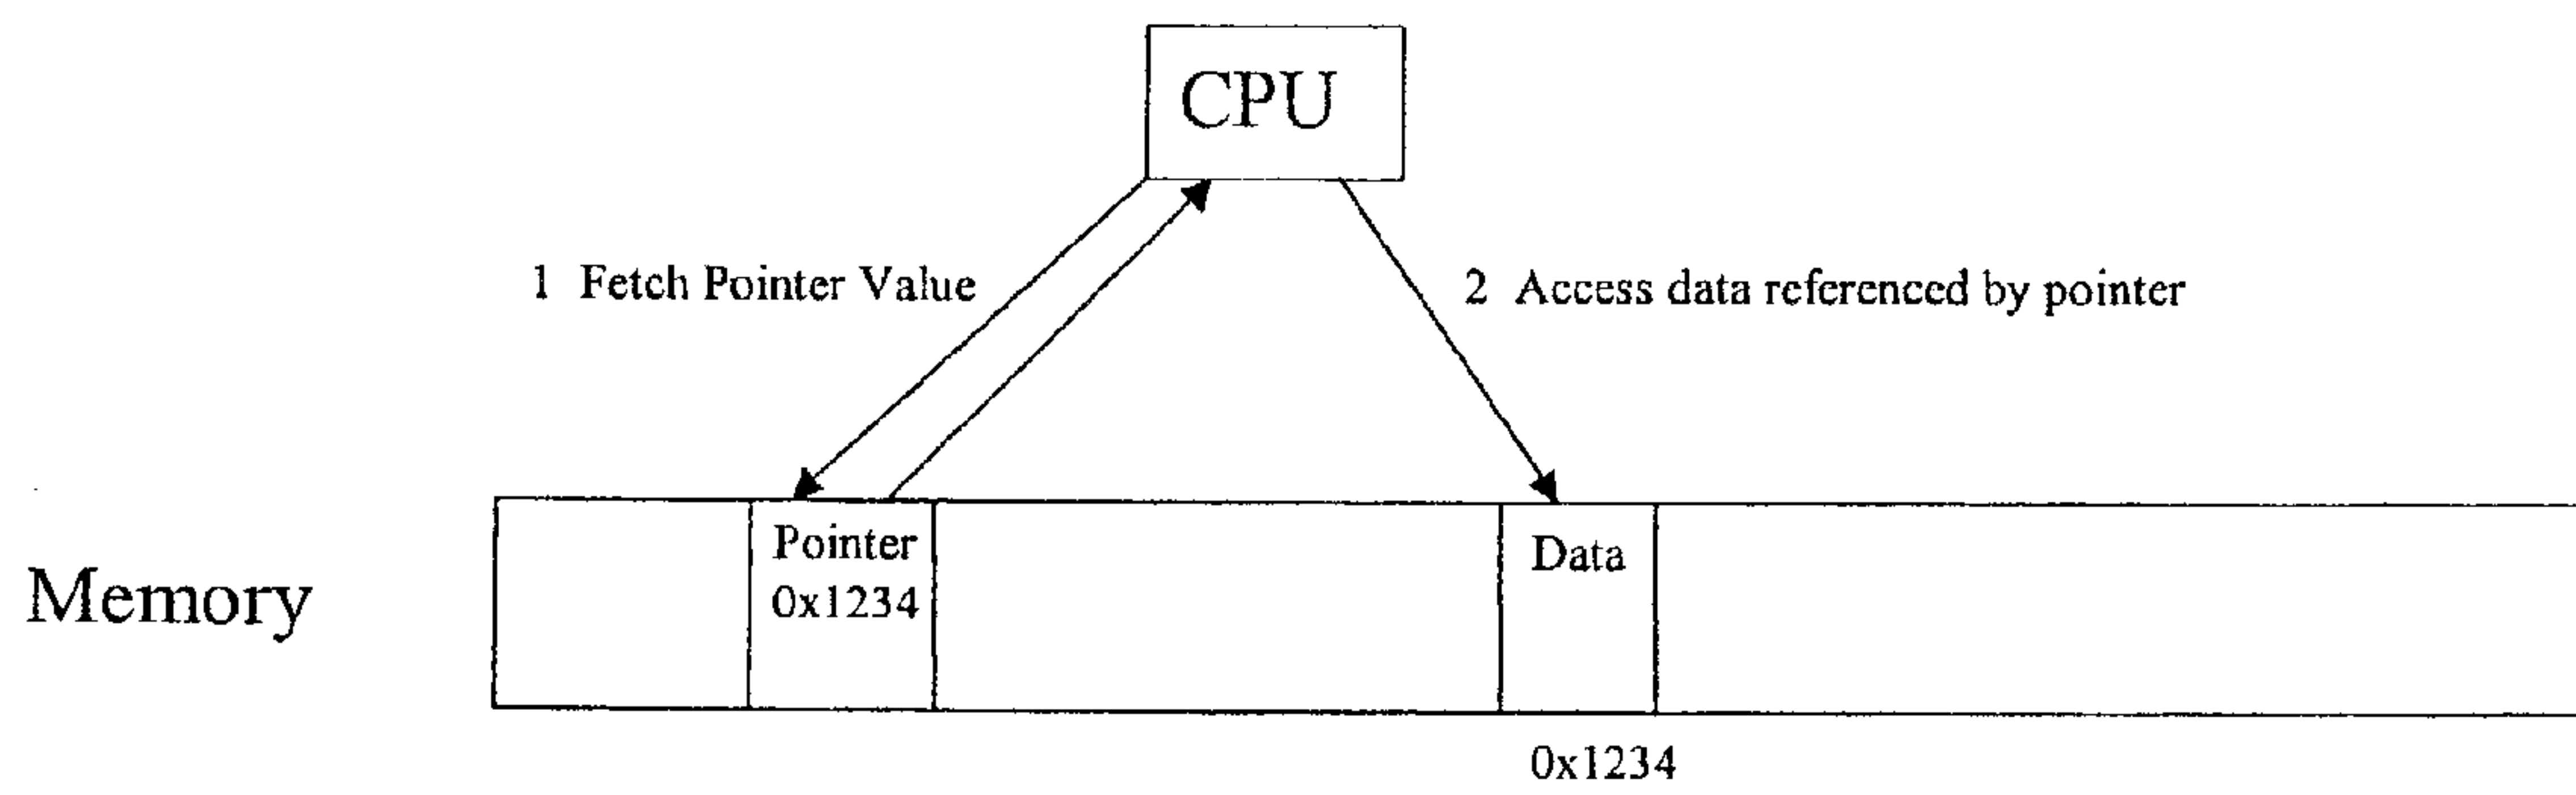 CPU
1 Fetch Pointer Value
2 Access data referenced by pointer
Memory
Pointer
0x1234
Data
0x1234